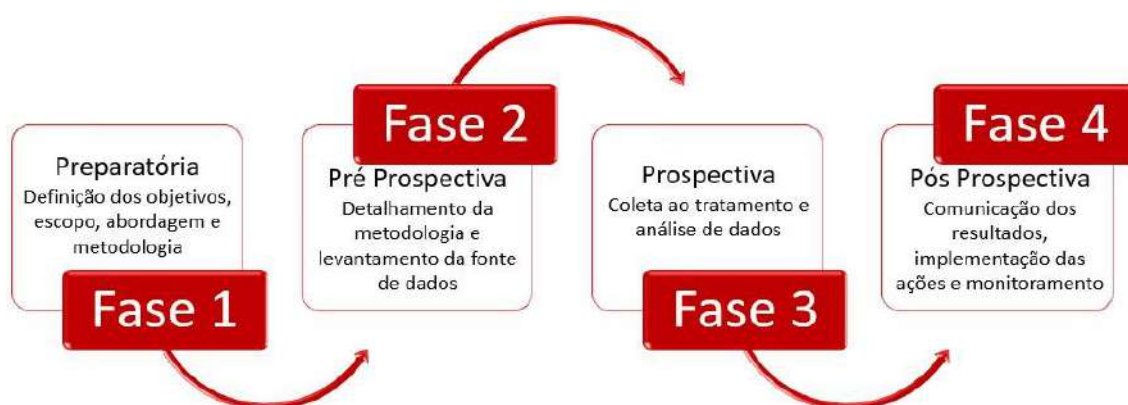 Fase 1
Preparatória
Definição dos objetivos,
escopo, abordagem e
metodologia
Fase 2
Pré Prospectiva
Detalhamento da
metodologia e
levantamento da fonte
de dados
Fase 3
Prospectiva
Coleta ao tratamento e
análise de dados
Fase 4
Pós Prospectiva
Comunicação dos
resultados,
implementação das
ações e monitoramento